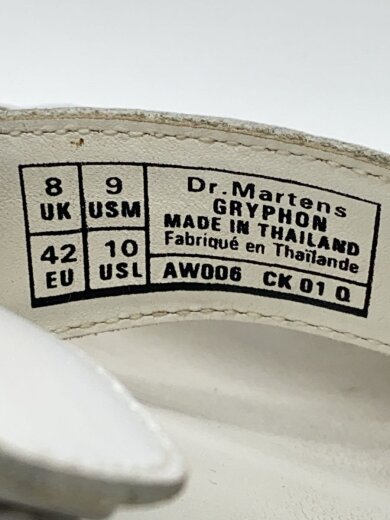 8 UK
9 USM
42 EU
10 USL
Dr. Martens
GRYPHON
MADE IN THAILAND
Fabriqué en Thaïlande
AW006 CK 01 Q